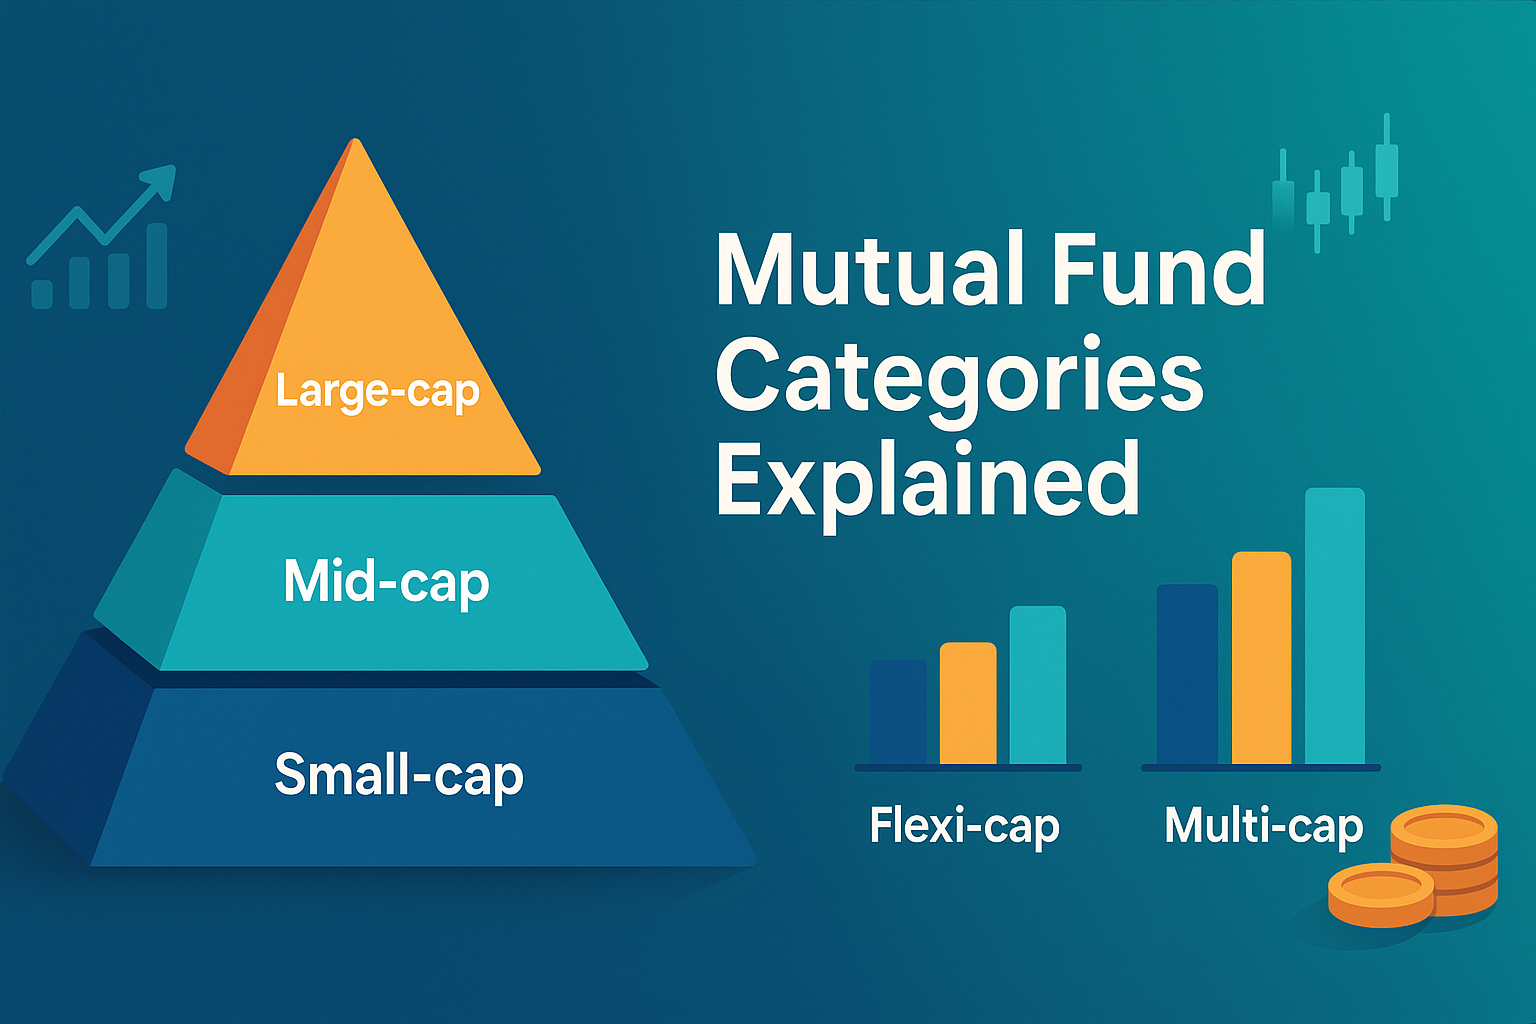 Mutual Fund
Categories
Explained
Large-cap
Mid-cap
Small-cap
Flexi-cap
Multi-cap